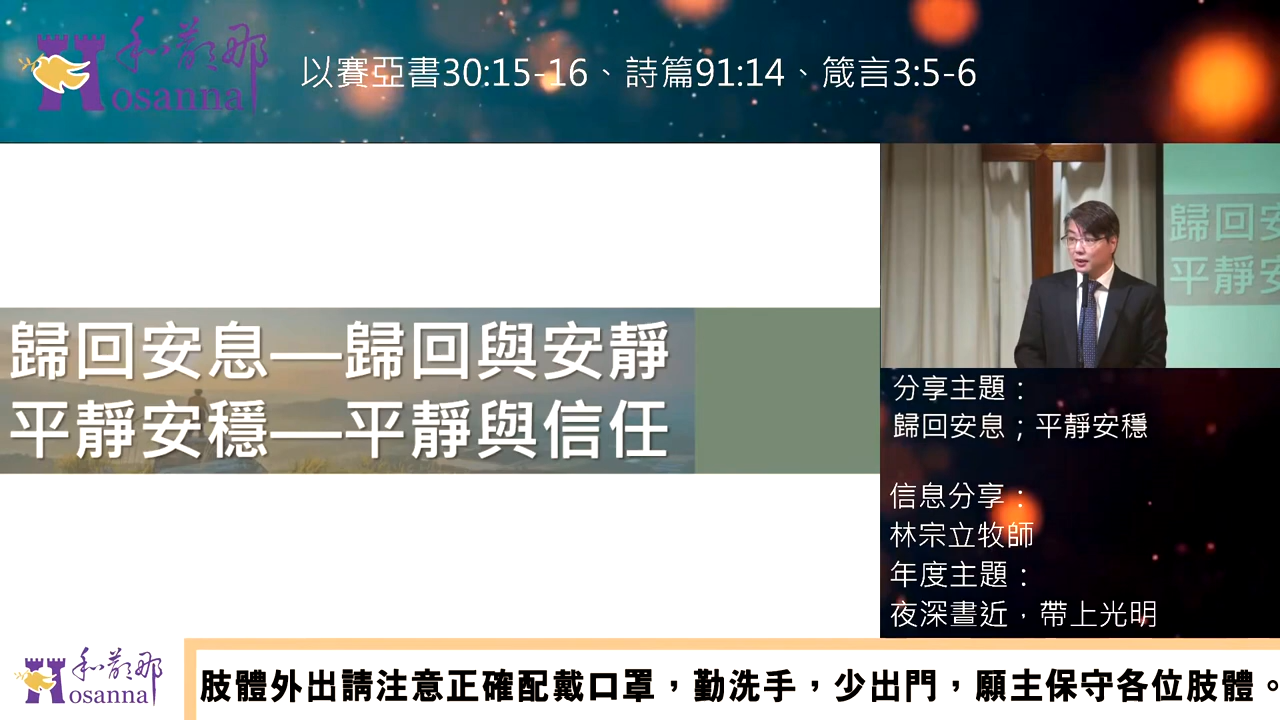 和散那
Hosanna
以賽亞書30:15-16、詩篇91:14、箴言3:5-6
歸回安息—歸回與安靜
平靜安穩—平靜與信任
歸回安
平靜安
分享主題：
歸回安息；平靜安穩
信息分享：
林宗立牧師
年度主題：
夜深晝近，帶上光明
和散那
Hosanna
肢體外出請注意正確配戴口罩，勤洗手，少出門，願主保守各位肢體。